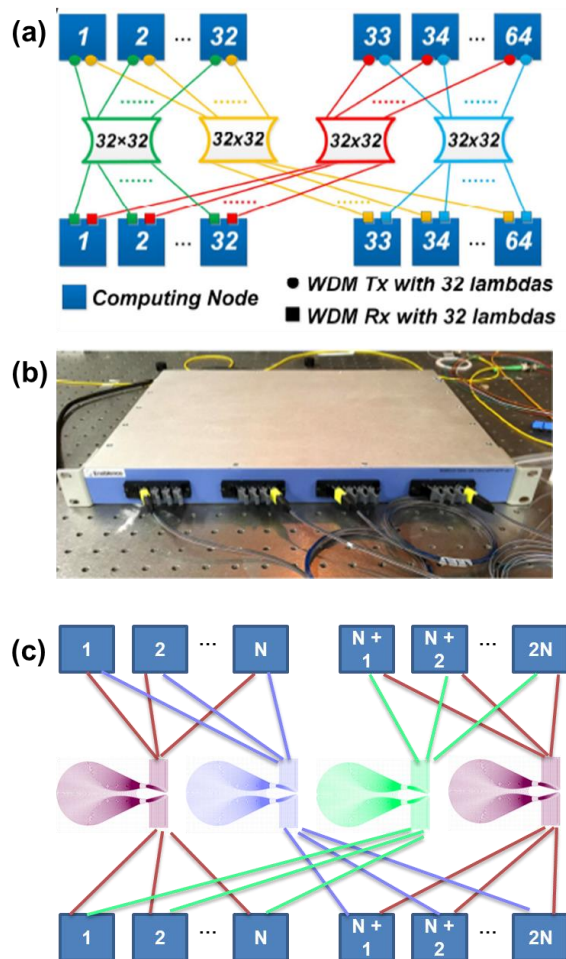 (a)
1 2 ... 32 33 34 ... 64
...... ...... ...... ......
32×32 32x32 32x32 32x32
...... ...... ...... ......
1 2 ... 32 33 34 ... 64
Computing Node
WDM Tx with 32 lambdas
WDM Rx with 32 lambdas
(b)
(c)
1 2 ... N N + 1 N + 2 ... 2N
1 2 ... N N + 1 N + 2 ... 2N